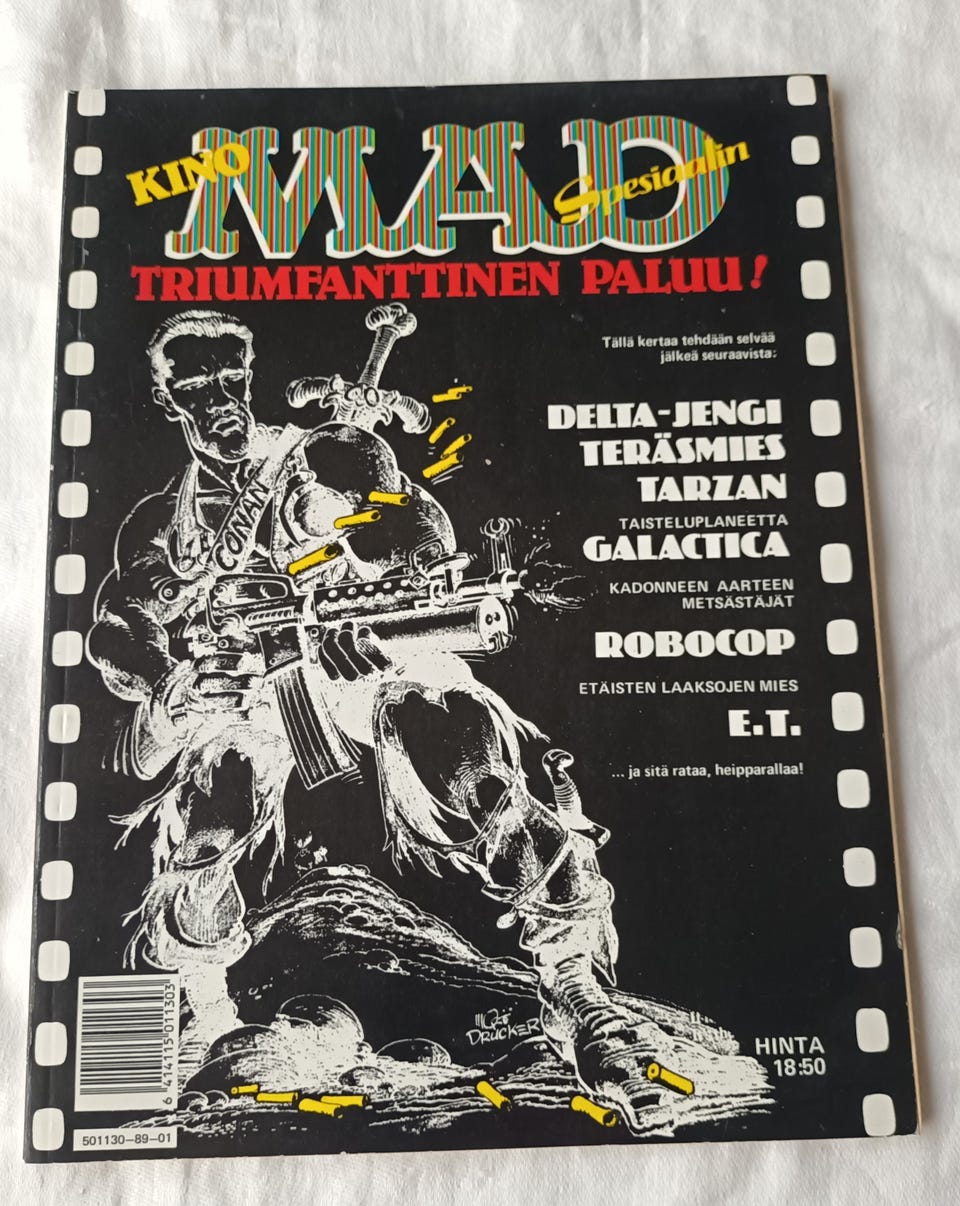 KINO
MAD
Spesiaalin
TRIUMFANTTINEN PALUU!
Tällä kertaa tehdään selvää
jälkeä seuraavista:
DELTA-JENGI
TERÄSMIES
TARZAN
TAISTELUPLANEETTA
GALACTICA
KADONNEEN AARTEEN
METSÄSTÄJÄT
ROBOCOP
ETÄISTEN LAAKSOJEN MIES
E.T.
... ja sitä rataa, heipparallaa!
CONAN
DRUCKER
HINTA
18:50
6 414115 011303
501130-89-01